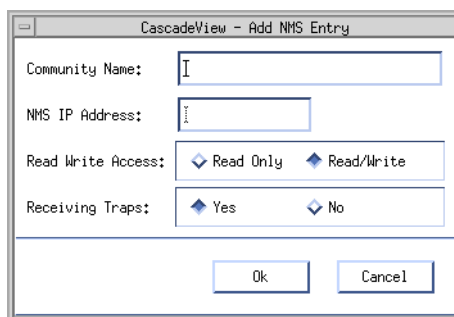 CascadeView - Add NMS Entry
Community Name:
NMS IP Address:
Read Write Access: Read Only Read/Write
Receiving Traps: Yes No
Ok Cancel